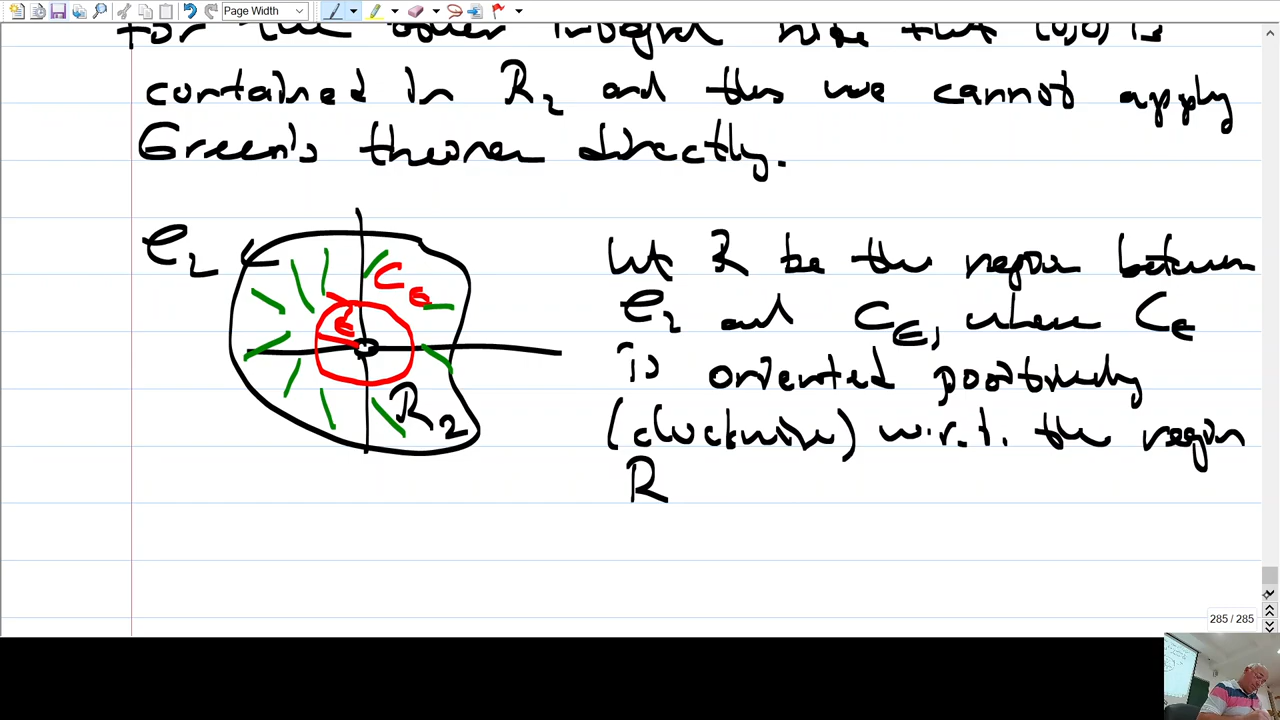 Page Width
for the other integral note that (0,0) is
contained in R2 and thus we cannot apply
Green's theorem directly.
C2
Cε
ε
R2
let R be the region between
C2 and Cε, where Cε
is oriented positively
(clockwise) w.r.t. the region
R
285 / 285